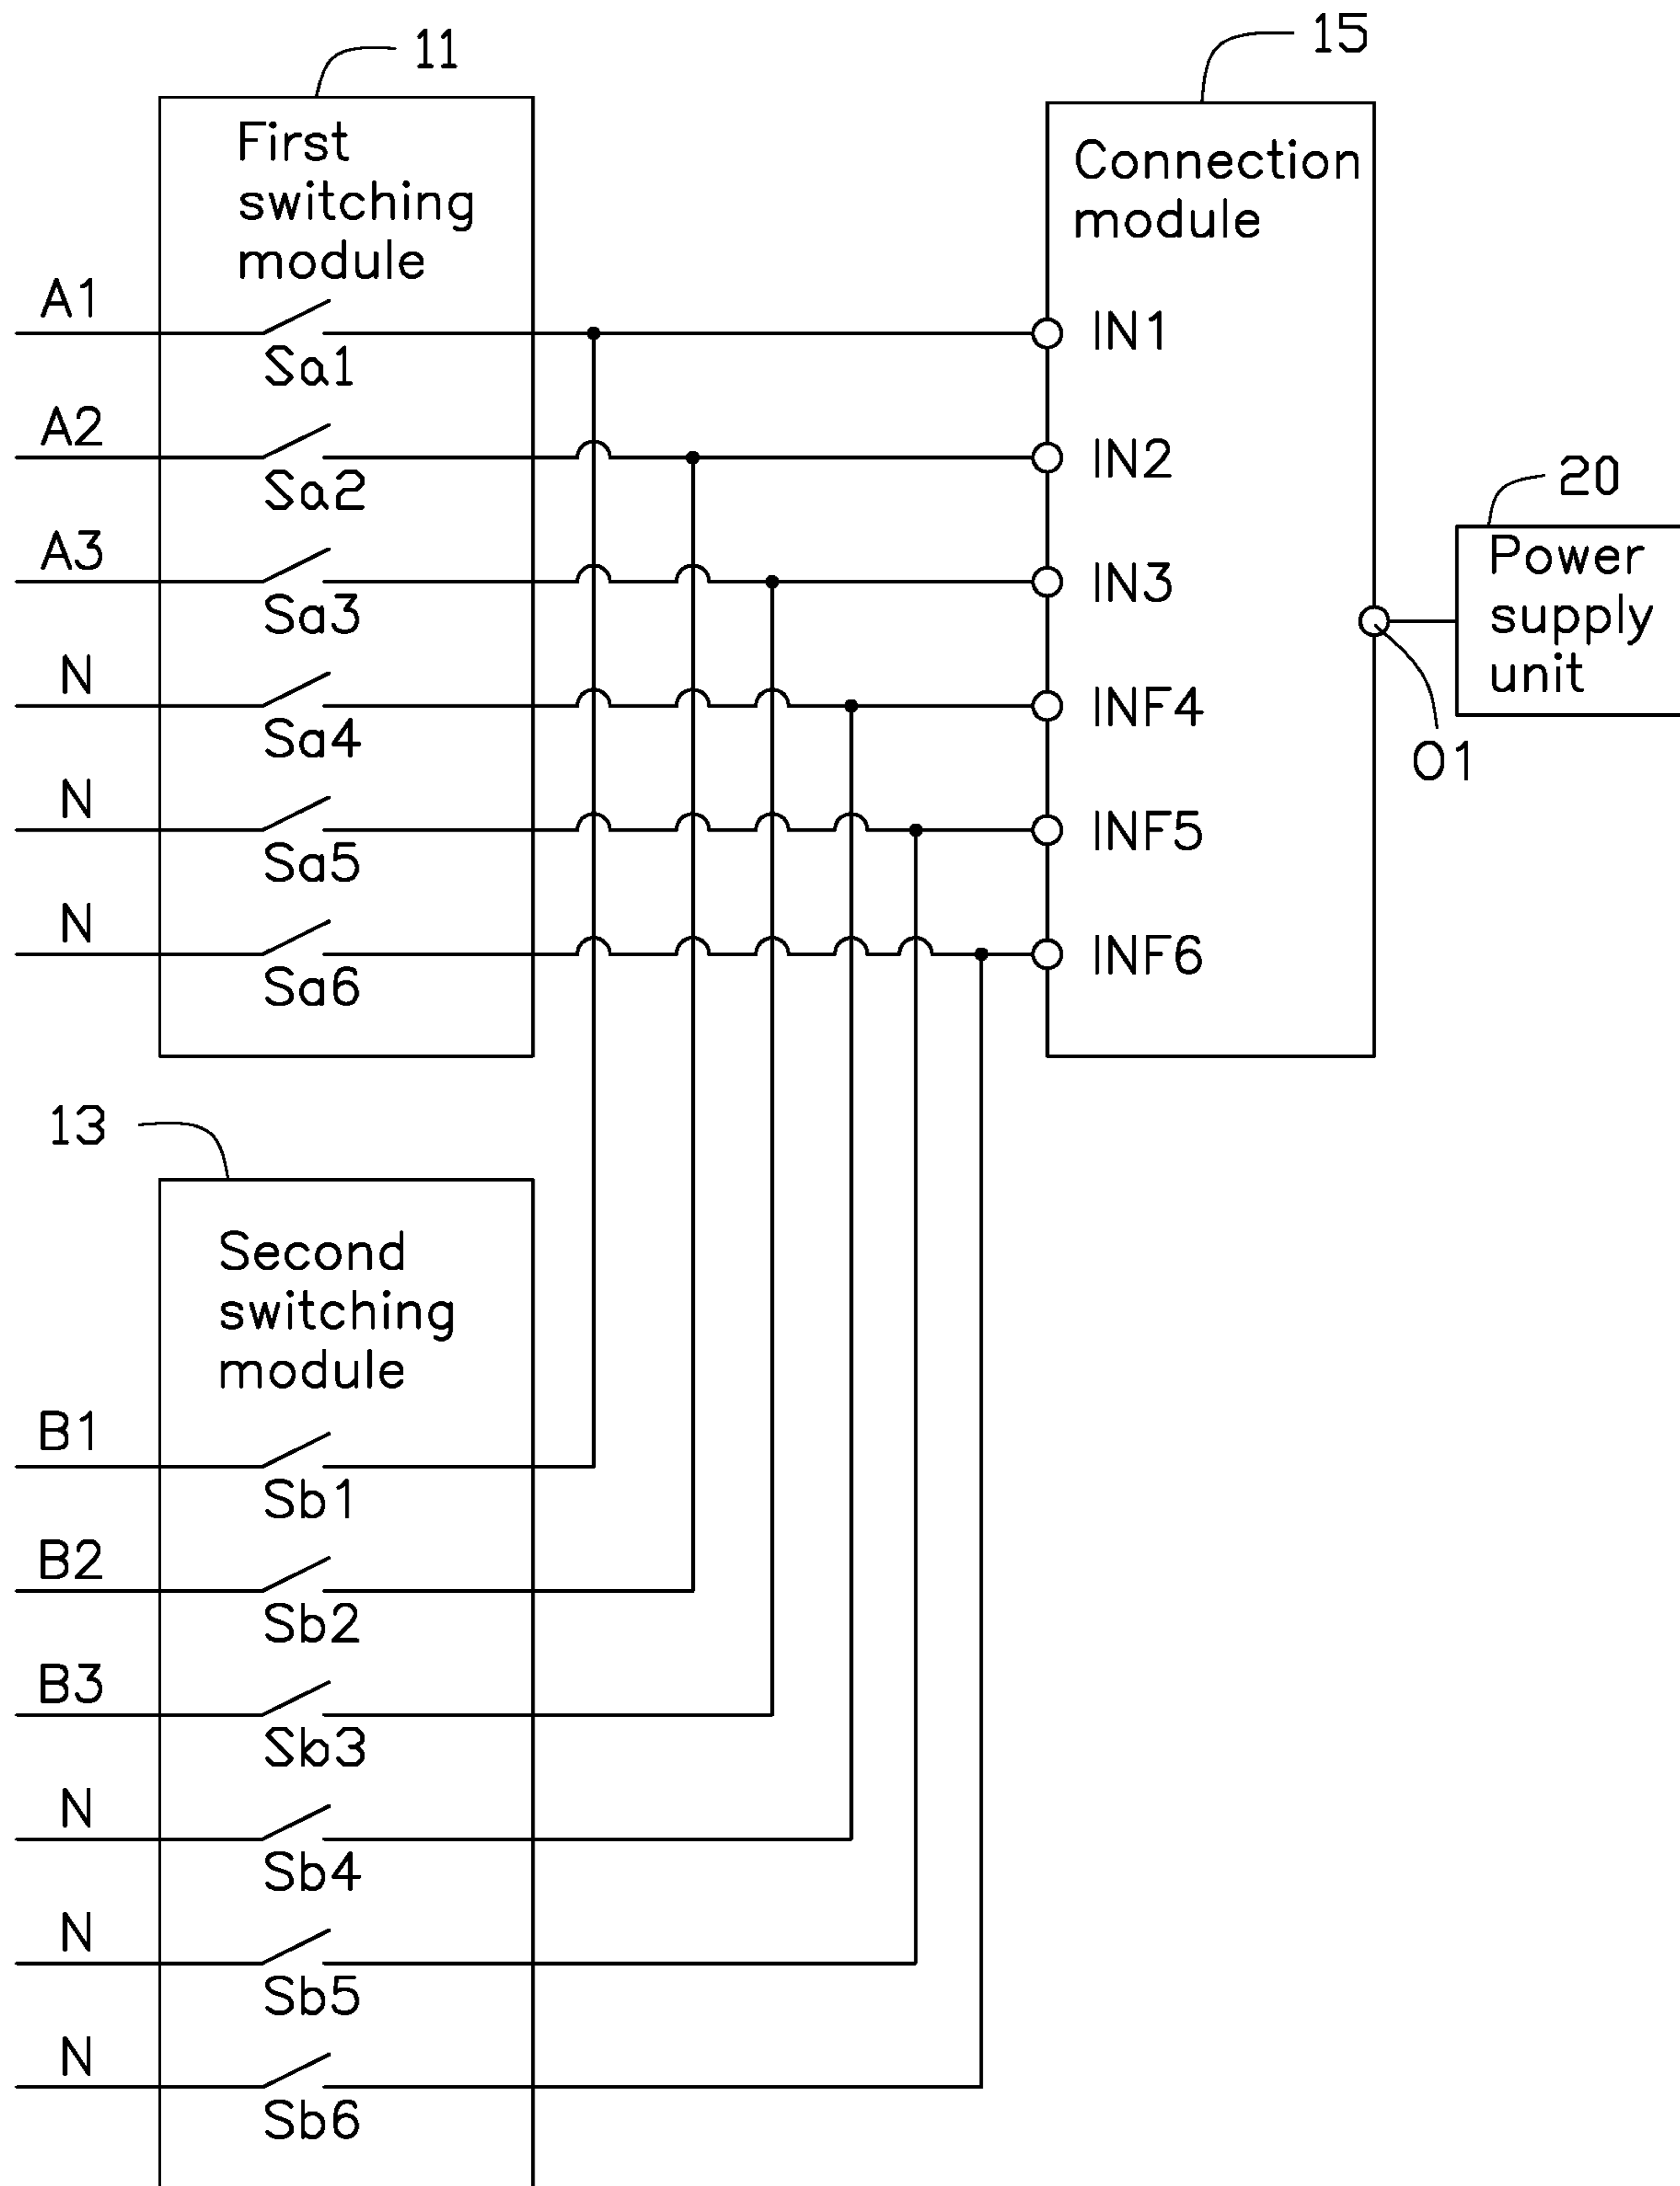 11
15
First
switching
module
Connection
module
A1
Sa1
IN1
A2
Sa2
IN2
A3
Sa3
IN3
20
Power
supply
unit
N
Sa4
INF4
O1
N
Sa5
INF5
N
Sa6
INF6
13
Second
switching
module
B1
Sb1
B2
Sb2
B3
Sb3
N
Sb4
N
Sb5
N
Sb6